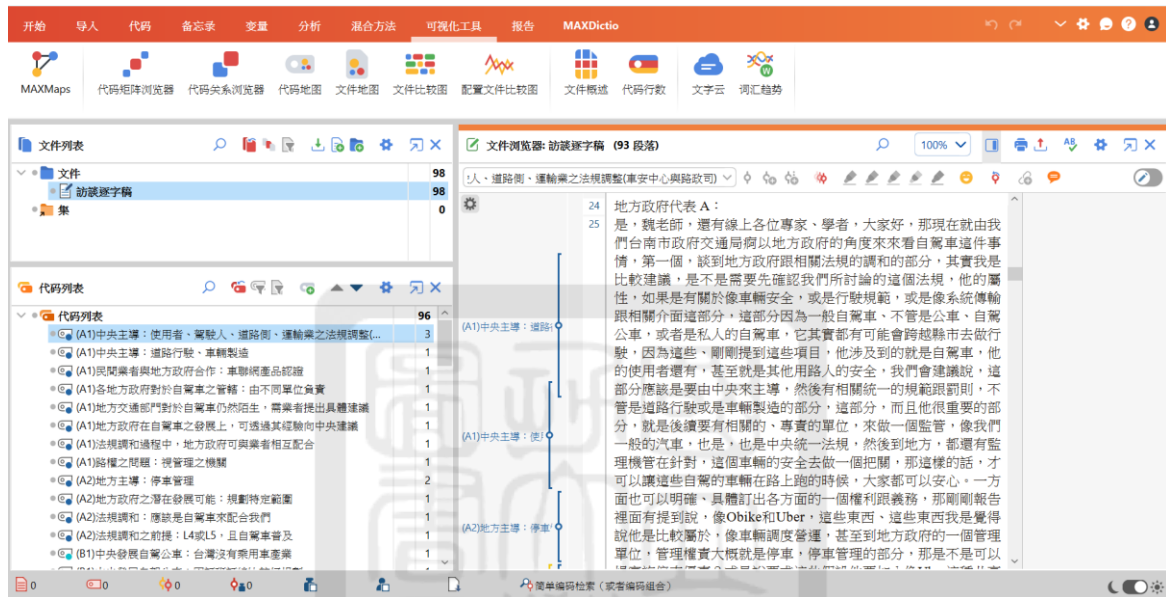 开始 导入 代码 备忘录 变量 分析 混合方法 可视化工具 报告 MAXDictio
MAXMaps 代码矩阵浏览器 代码关系浏览器 代码地图 文件地图 文件比较图 配置文件比较图 文件概述 代码行数 文字云 词汇趋势
文件列表
文件 98
訪談逐字稿 98
集 0
代码列表
代码列表 96
(A1)中央主導：使用者、駕駛人、道路側、運輸業之法規調整(... 3
(A1)中央主導：道路行駛、車輛製造 1
(A1)民間業者與地方政府合作：車聯網產品認證 1
(A1)各地方政府對於自駕車之管轄：由不同單位負責 1
(A1)地方交通部門對於自駕車仍然陌生，需業者提出具體建議 1
(A1)地方政府在自駕車之發展上，可透過其經驗向中央建議 1
(A1)法規調和過程中，地方政府可與業者相互配合 1
(A1)路權之問題：視管理之機關 1
(A2)地方主導：停車管理 2
(A2)地方政府之潛在發展可能：規劃特定範圍 1
(A2)法規調和：應該是自駕車來配合我們 1
(A2)法規調和之前提：L4或L5，且自駕車普及 1
(B1)中央發展自駕公車：台灣沒有乘用車產業 1
文件浏览器: 訪談逐字稿 (93 段落)
100%
人、道路側、運輸業之法規調整(車安中心與路政司)
24 地方政府代表 A：
25 是，魏老師，還有線上各位專家、學者，大家好，那現在就由我
們台南市政府交通局痾以地方政府的角度來來看自駕車這件事
情，第一個，談到地方政府跟相關法規的調和的部分，其實我是
比較建議，是不是需要先確認我們所討論的這個法規，他的屬
性，如果是有關於像車輛安全，或是行駛規範，或是像系統傳輸
跟相關介面這部分，這部分因為一般自駕車、不管是公車、自駕
公車，或者是私人的自駕車，它其實都有可能會跨越縣市去做行
駛，因為這些、剛剛提到這些項目，他涉及到的就是自駕車，他
的使用者還有，甚至就是其他用路人的安全，我們會建議說，這
部分應該是要由中央來主導，然後有相關統一的規範跟罰則，不
管是道路行駛或是車輛製造的部分，這部分，而且他很重要的部
分，就是後續要有相關的、專責的單位，來做一個監管，像我們
一般的汽車，也是，也是中央統一法規，然後到地方，都還有監
理機管在針對，這個車輛的安全去做一個把關，那這樣的話，才
可以讓這些自駕的車輛在路上跑的時候，大家都可以安心。一方
面也可以明確、具體訂出各方面的一個權利跟義務，那剛剛報告
裡面有提到說，像Obike和Uber，這些東西、這些東西我是覺得
說他是比較屬於，像車輛調度營運，甚至到地方政府的一個管理
單位，管理權責大概就是停車，停車管理的部分，那是不是可以
(A1)中央主導：道路
(A1)中央主導：使
(A2)地方主導：停車
0 0 0 0 简单编码检索（或者编码组合）